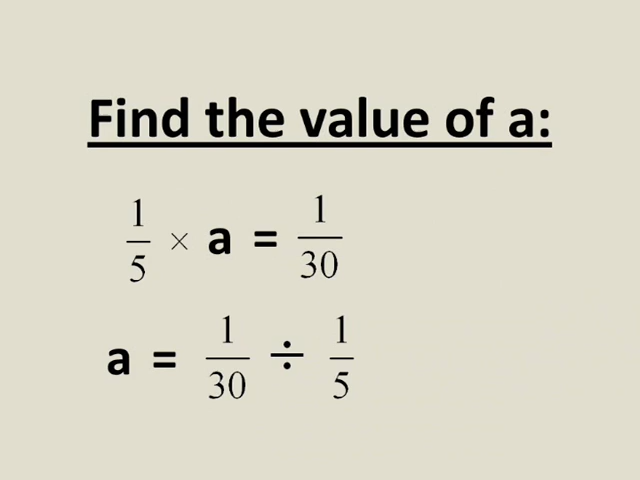 Find the value of a:
1/5 × a = 1/30
a = 1/30 ÷ 1/5